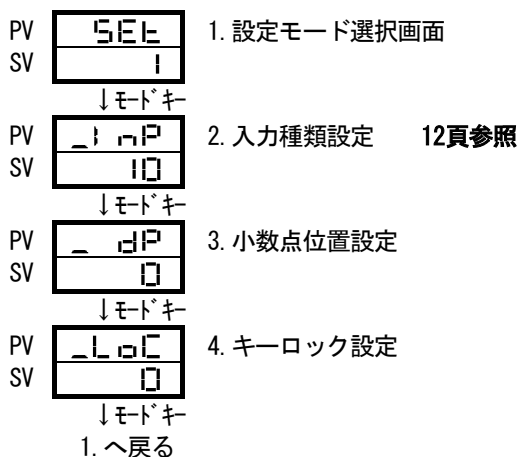 PV SEt 1.設定モード選択画面
SV 1
↓ﾓｰﾄﾞｷｰ
PV _InP 2.入力種類設定 12頁参照
SV 10
↓ﾓｰﾄﾞｷｰ
PV _ dP 3.小数点位置設定
SV 0
↓ﾓｰﾄﾞｷｰ
PV _LoC 4.キーロック設定
SV 0
↓ﾓｰﾄﾞｷｰ
1.へ戻る